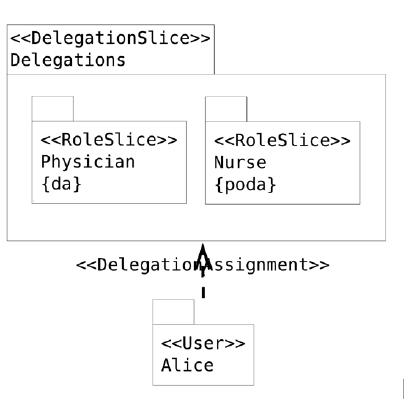 <<DelegationSlice>>
Delegations
<<RoleSlice>>
Physician
{da}
<<RoleSlice>>
Nurse
{poda}
<<DelegationAssignment>>
<<User>>
Alice